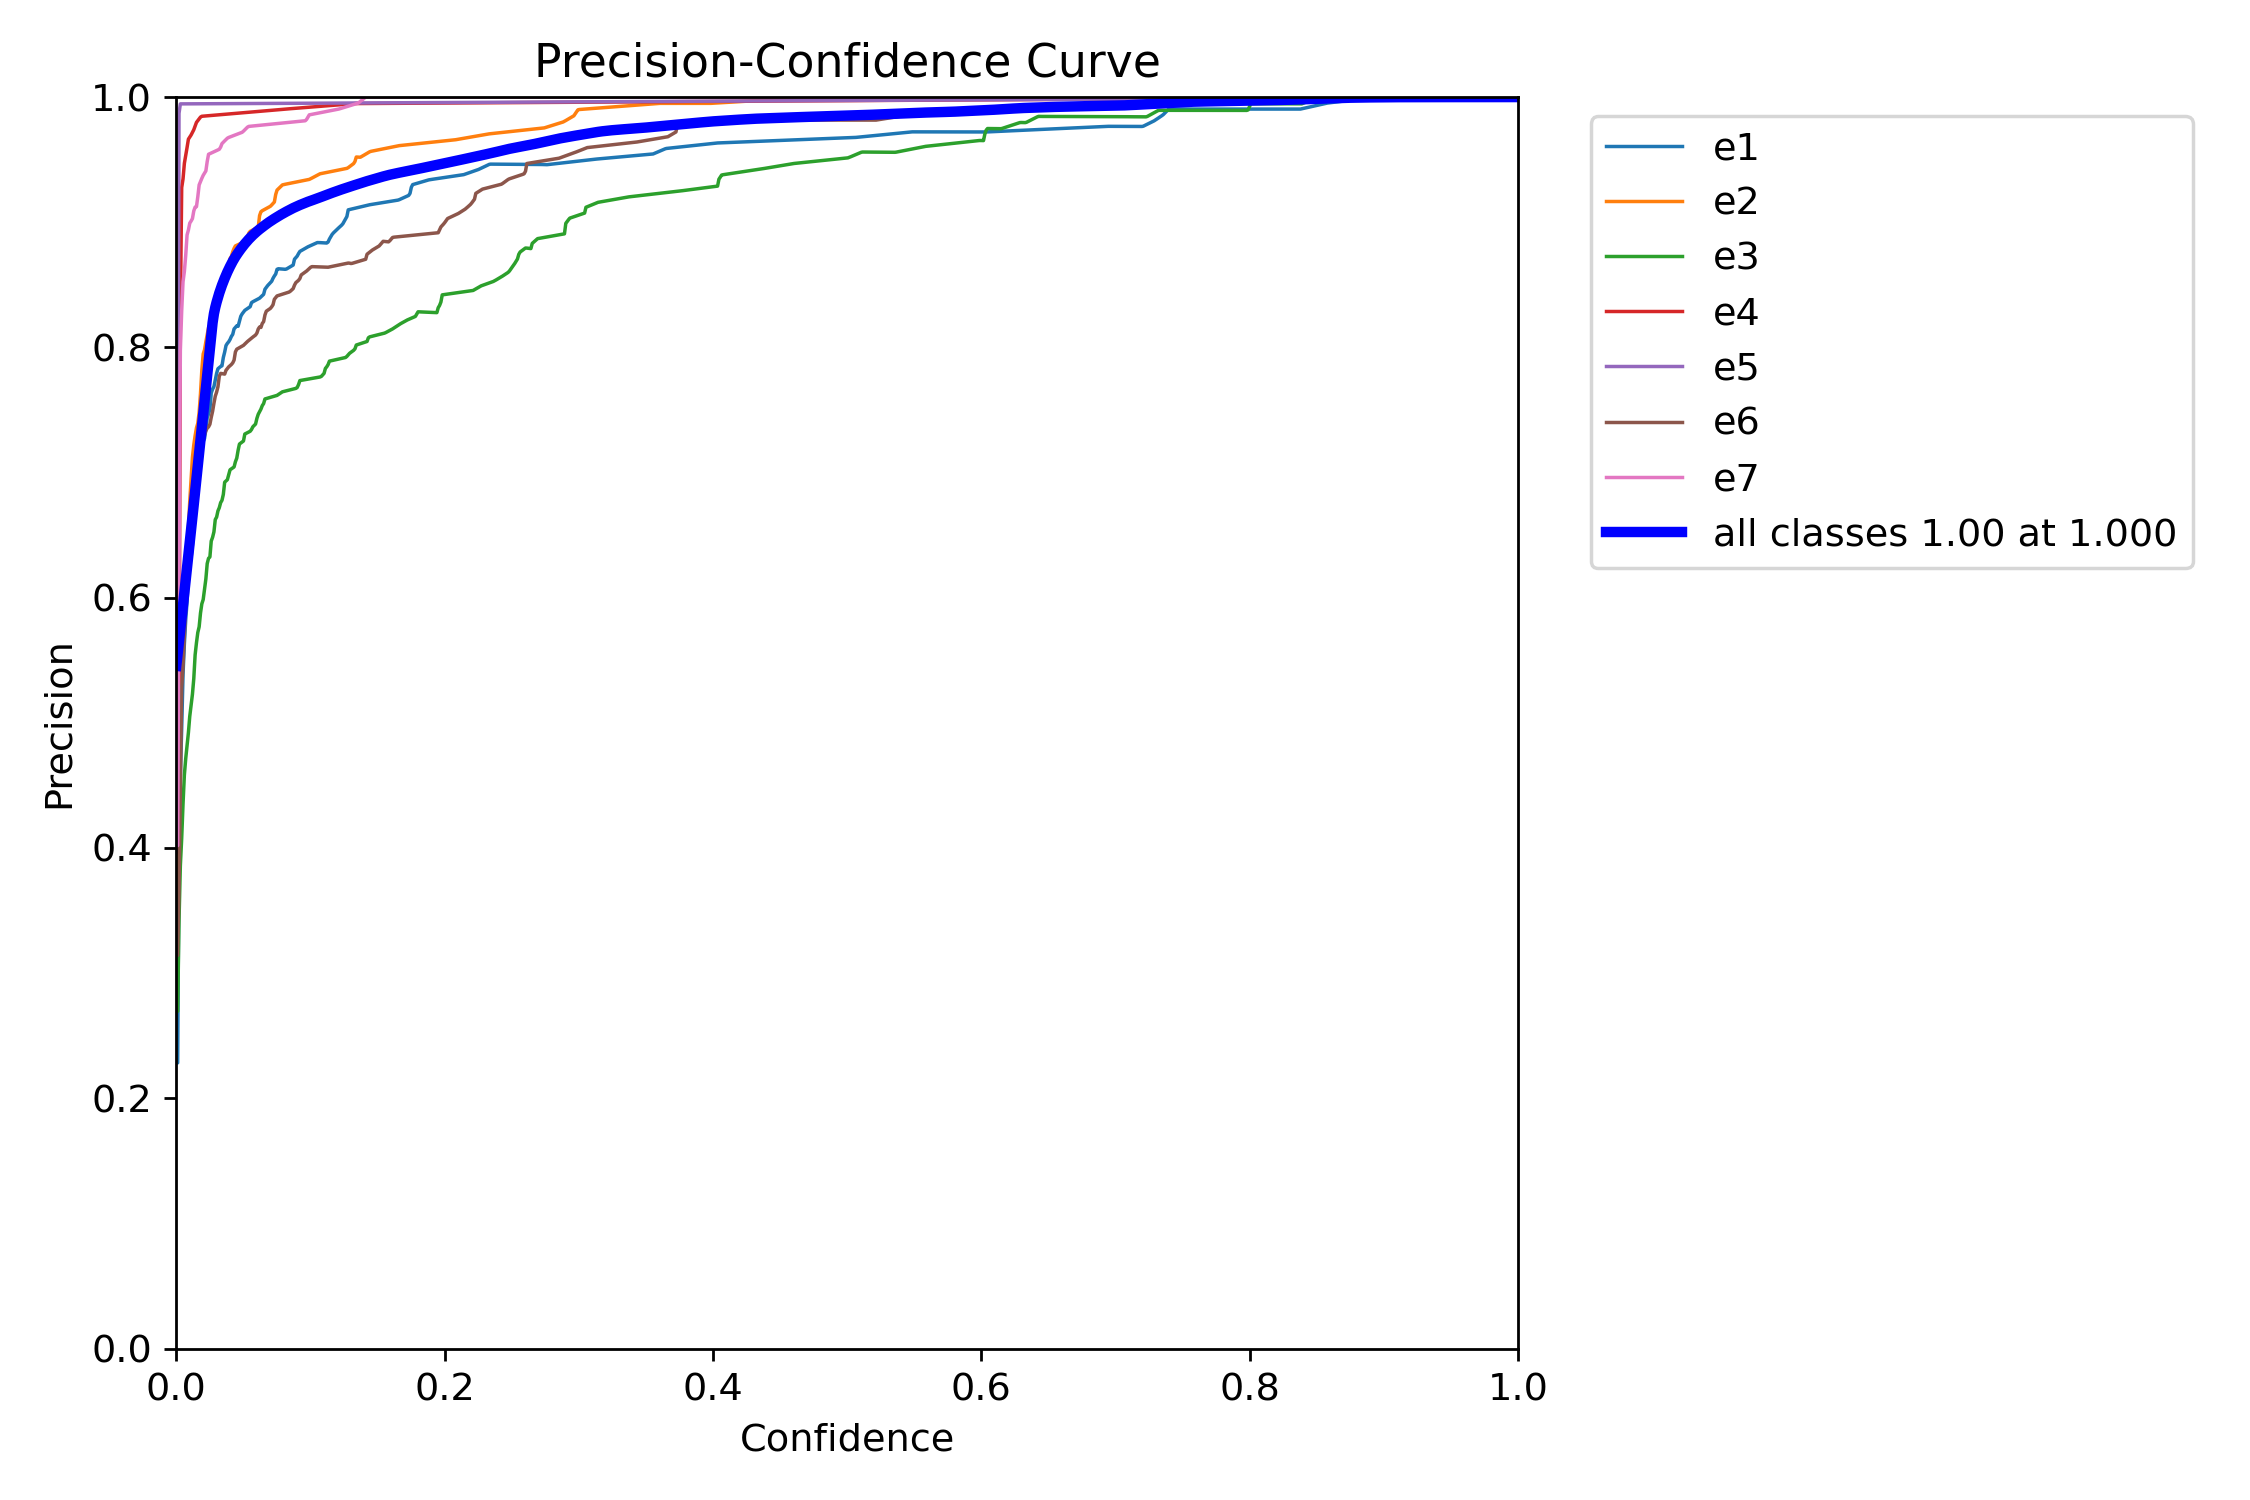 Precision-Confidence Curve
1.0
0.8
0.6
0.4
0.2
0.0
Precision
0.0 0.2 0.4 0.6 0.8 1.0
Confidence
e1
e2
e3
e4
e5
e6
e7
all classes 1.00 at 1.000